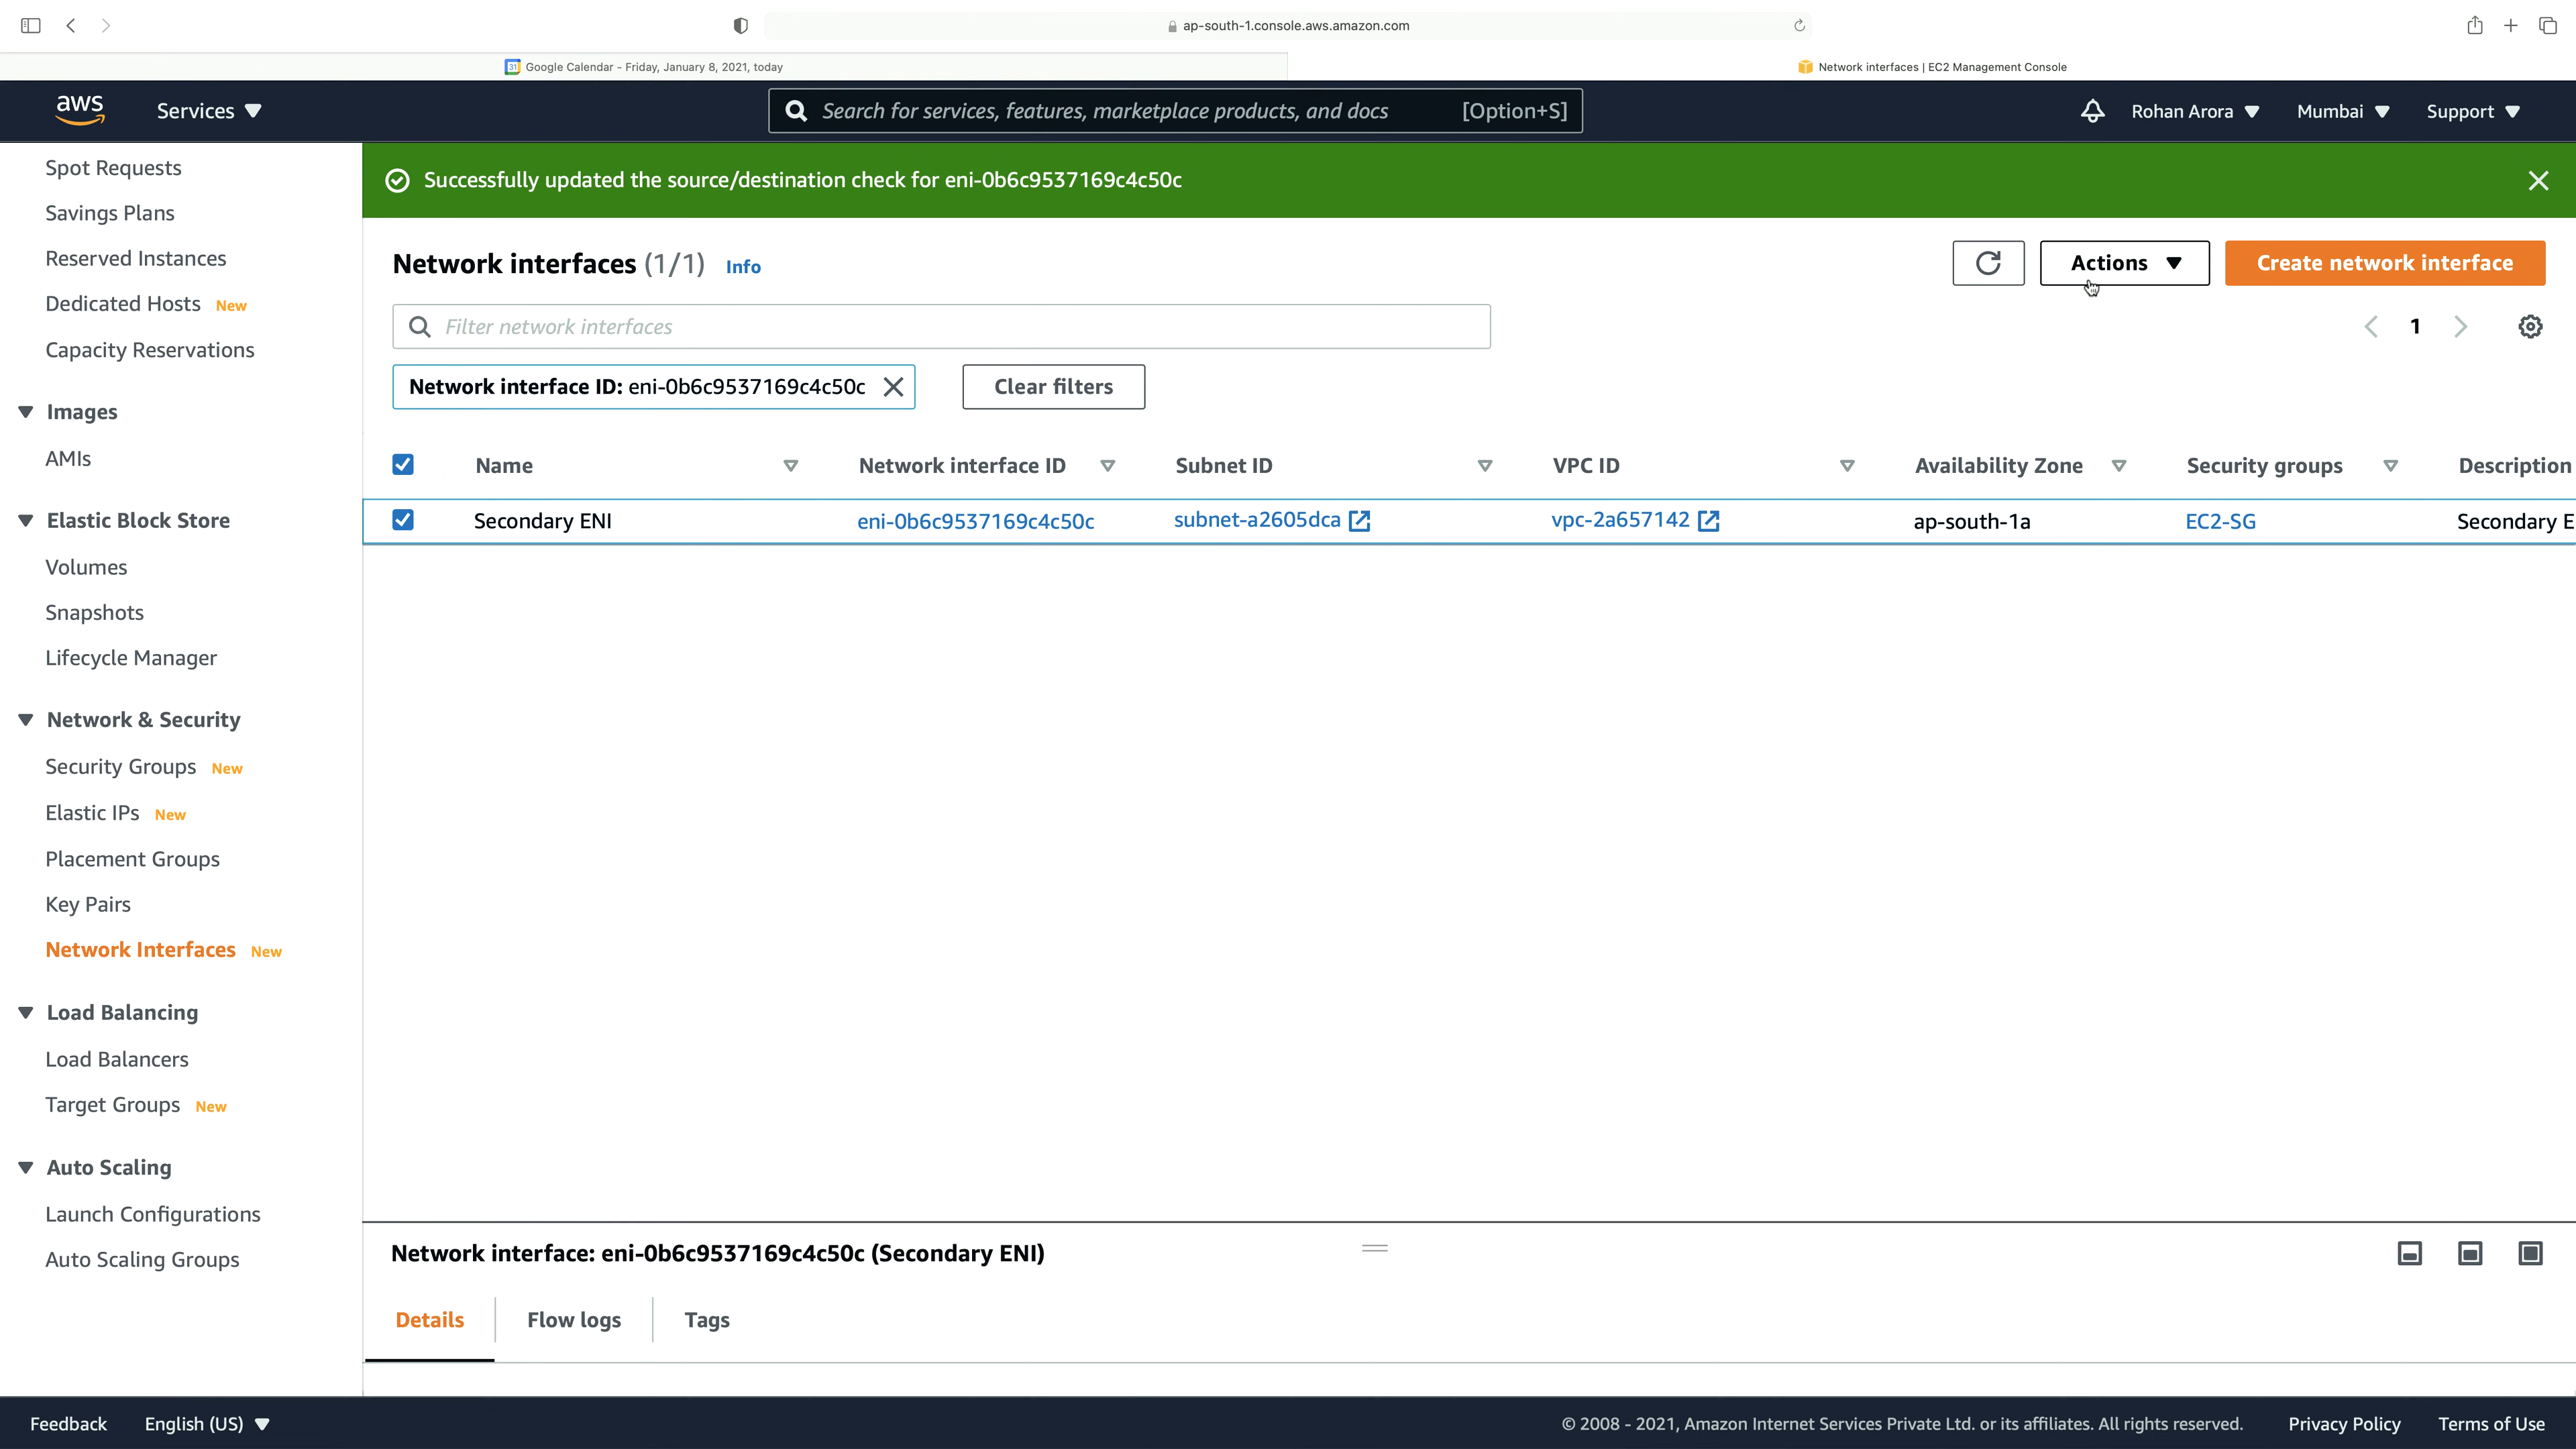 ap-south-1.console.aws.amazon.com
31 Google Calendar - Friday, January 8, 2021, today
Network interfaces | EC2 Management Console
aws Services Search for services, features, marketplace products, and docs [Option+S] Rohan Arora Mumbai Support
Spot Requests
Savings Plans
Reserved Instances
Dedicated Hosts New
Capacity Reservations
Images
AMIs
Elastic Block Store
Volumes
Snapshots
Lifecycle Manager
Network & Security
Security Groups New
Elastic IPs New
Placement Groups
Key Pairs
Network Interfaces New
Load Balancing
Load Balancers
Target Groups New
Auto Scaling
Launch Configurations
Auto Scaling Groups
Successfully updated the source/destination check for eni-0b6c9537169c4c50c
Network interfaces (1/1) Info
Actions
Create network interface
Filter network interfaces
1
Network interface ID: eni-0b6c9537169c4c50c
Clear filters
Name Network interface ID Subnet ID VPC ID Availability Zone Security groups Description
Secondary ENI eni-0b6c9537169c4c50c subnet-a2605dca vpc-2a657142 ap-south-1a EC2-SG Secondary E
Network interface: eni-0b6c9537169c4c50c (Secondary ENI)
Details Flow logs Tags
Feedback English (US) © 2008 - 2021, Amazon Internet Services Private Ltd. or its affiliates. All rights reserved. Privacy Policy Terms of Use